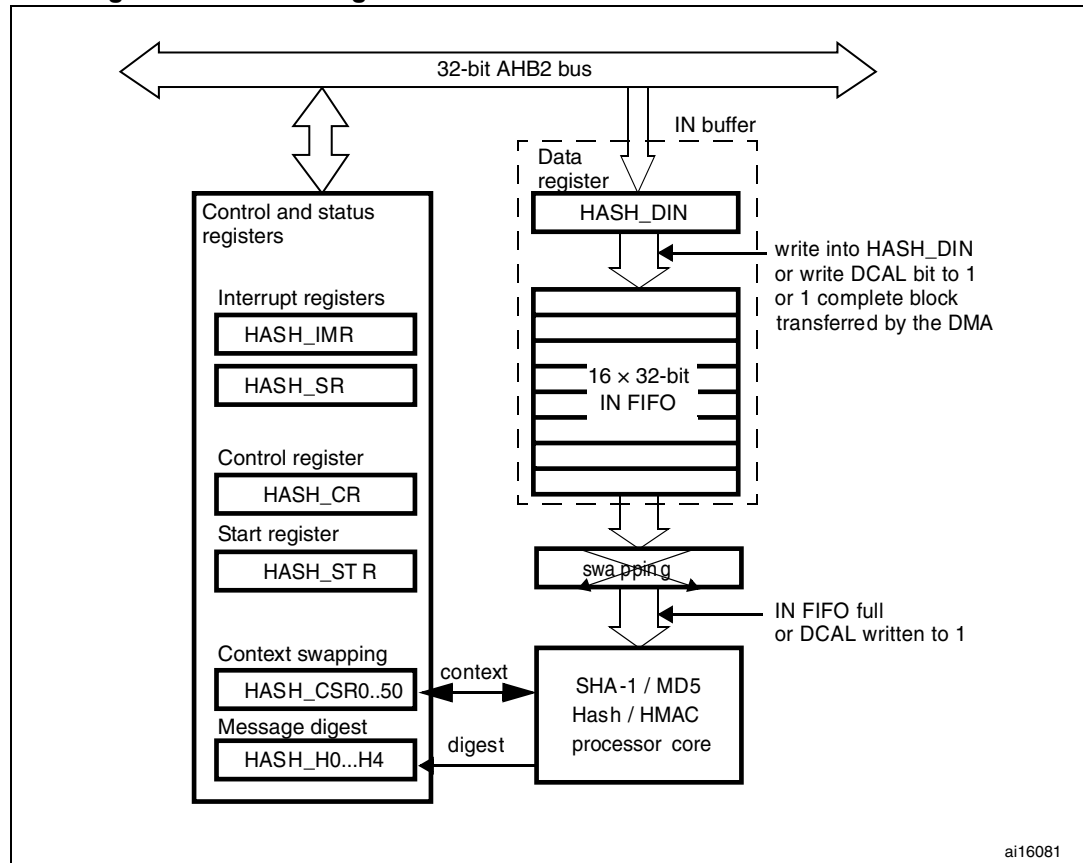 32-bit AHB2 bus
IN buffer
Data
register
HASH_DIN
write into HASH_DIN
or write DCAL bit to 1
or 1 complete block
transferred by the DMA
16 × 32-bit
IN FIFO
swapping
IN FIFO full
or DCAL written to 1
SHA-1 / MD5
Hash / HMAC
processor core
Control and status
registers
Interrupt registers
HASH_IMR
HASH_SR
Control register
HASH_CR
Start register
HASH_STR
Context swapping
HASH_CSR0..50
context
Message digest
HASH_H0...H4
digest
ai16081